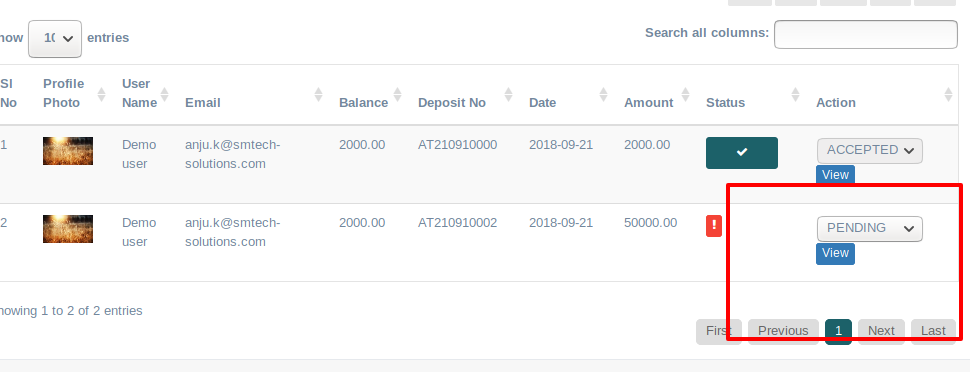 now 10 entries
Search all columns:
Sl No Profile Photo User Name Email Balance Deposit No Date Amount Status Action
1 Demo user anju.k@smtech-solutions.com 2000.00 AT210910000 2018-09-21 2000.00 ACCEPTED
View
2 Demo user anju.k@smtech-solutions.com 2000.00 AT210910002 2018-09-21 50000.00 ! PENDING
View
howing 1 to 2 of 2 entries
First Previous 1 Next Last